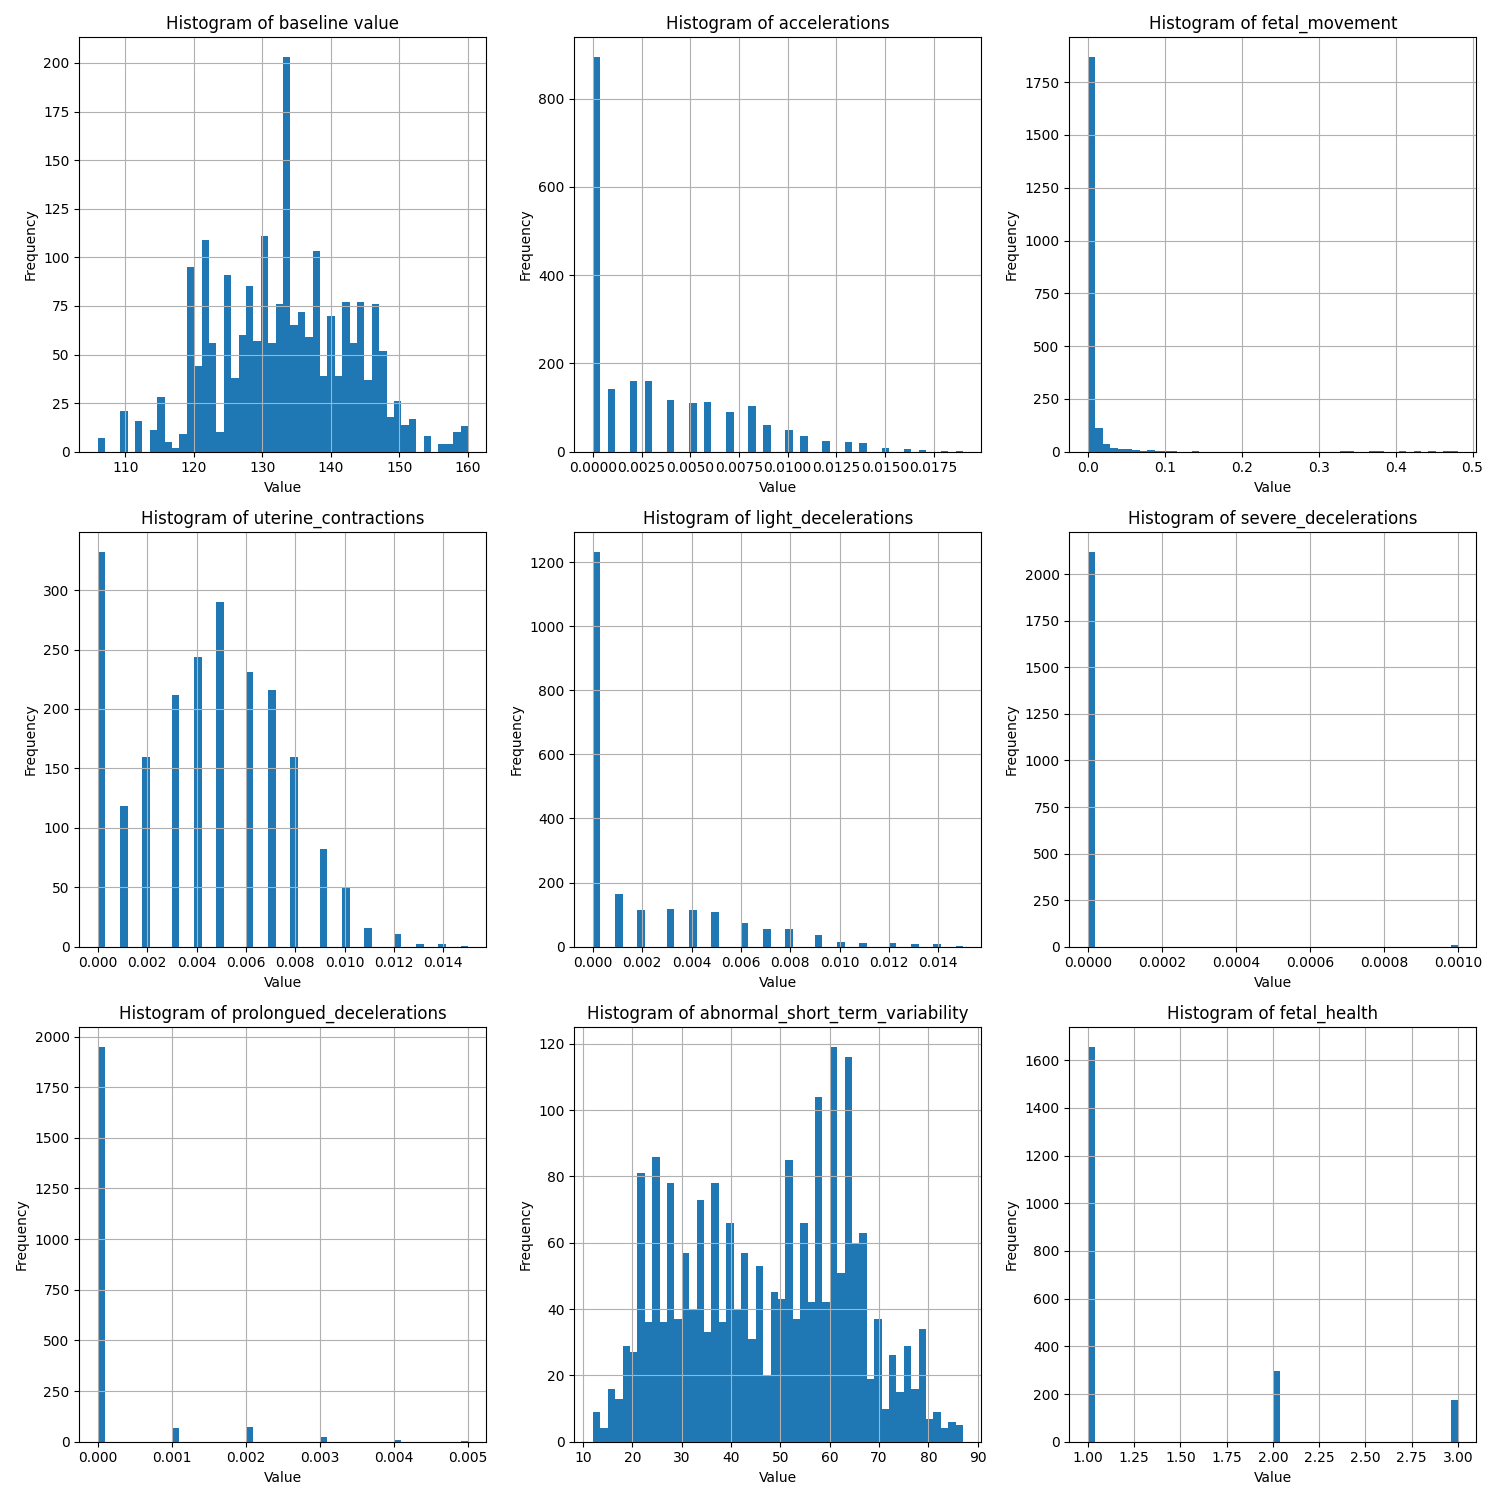 Histogram of baseline value
Frequency
200
175
150
125
100
75
50
25
0
110 120 130 140 150 160
Value
Histogram of accelerations
Frequency
800
600
400
200
0
0.0000 0.0025 0.0050 0.0075 0.0100 0.0125 0.0150 0.0175
Value
Histogram of fetal_movement
Frequency
1750
1500
1250
1000
750
500
250
0
0.0 0.1 0.2 0.3 0.4 0.5
Value
Histogram of uterine_contractions
Frequency
300
250
200
150
100
50
0
0.000 0.002 0.004 0.006 0.008 0.010 0.012 0.014
Value
Histogram of light_decelerations
Frequency
1200
1000
800
600
400
200
0
0.000 0.002 0.004 0.006 0.008 0.010 0.012 0.014
Value
Histogram of severe_decelerations
Frequency
2000
1750
1500
1250
1000
750
500
250
0
0.0000 0.0002 0.0004 0.0006 0.0008 0.0010
Value
Histogram of prolongued_decelerations
Frequency
2000
1750
1500
1250
1000
750
500
250
0
0.000 0.001 0.002 0.003 0.004 0.005
Value
Histogram of abnormal_short_term_variability
Frequency
120
100
80
60
40
20
0
10 20 30 40 50 60 70 80 90
Value
Histogram of fetal_health
Frequency
1600
1400
1200
1000
800
600
400
200
0
1.00 1.25 1.50 1.75 2.00 2.25 2.50 2.75 3.00
Value